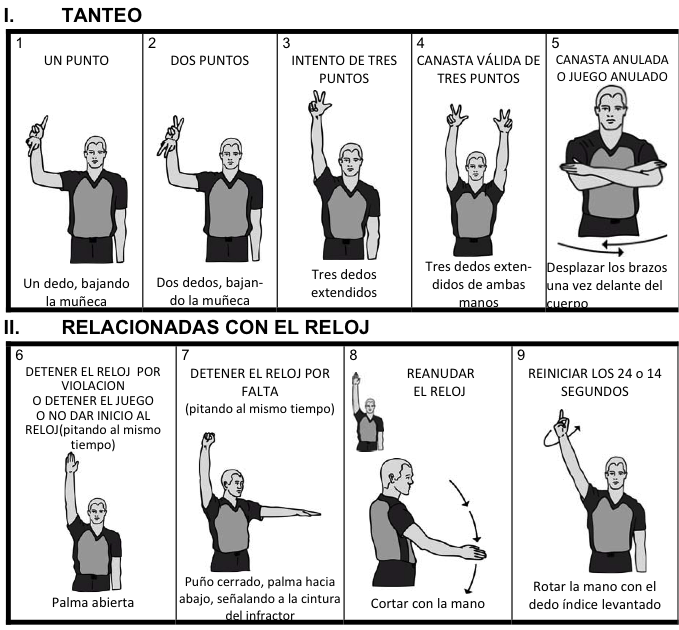 I. TANTEO
1
UN PUNTO
Un dedo, bajando
la muñeca
2
DOS PUNTOS
Dos dedos, bajan-
do la muñeca
3
INTENTO DE TRES
PUNTOS
Tres dedos
extendidos
4
CANASTA VÁLIDA DE
TRES PUNTOS
Tres dedos exten-
didos de ambas
manos
5
CANASTA ANULADA
O JUEGO ANULADO
Desplazar los brazos
una vez delante del
cuerpo
II. RELACIONADAS CON EL RELOJ
6
DETENER EL RELOJ POR
VIOLACION
O DETENER EL JUEGO
O NO DAR INICIO AL
RELOJ(pitando al mismo
tiempo)
Palma abierta
7
DETENER EL RELOJ POR
FALTA
(pitando al mismo tiempo)
Puño cerrado, palma hacia
abajo, señalando a la cintura
del infractor
8
REANUDAR
EL RELOJ
Cortar con la mano
9
REINICIAR LOS 24 o 14
SEGUNDOS
Rotar la mano con el
dedo índice levantado